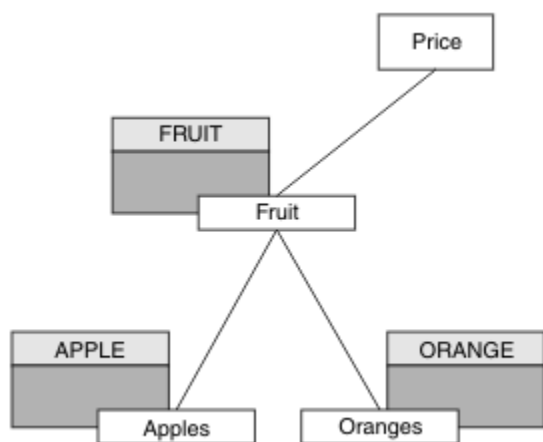 Price
FRUIT
Fruit
APPLE
ORANGE
Apples
Oranges